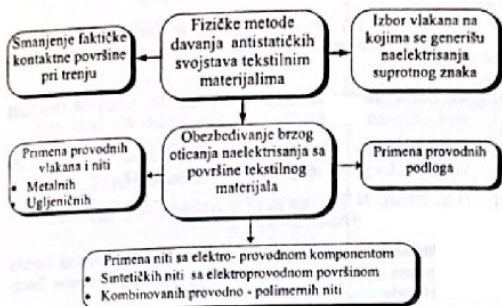 Fizičke metode
davanja antistatičkih
svojstava tekstilnim
materijalima
Smanjenje faktičke
kontaktne površine
pri trenju
Izbor vlakana na
kojima se generišu
naelektrisanja
suprotnog znaka
Obezbeđivanje brzog
oticanja naelektrisanja sa
površine tekstilnog
materijala
Primena provodnih
vlakana i niti
• Metalnih
• Ugljeničnih
Primena provodnih
podloga
Primena niti sa elektro- provodnom komponentom
• Sintetičkih niti sa elektroprovodnom površinom
• Kombinovanih provodno - polimernih niti